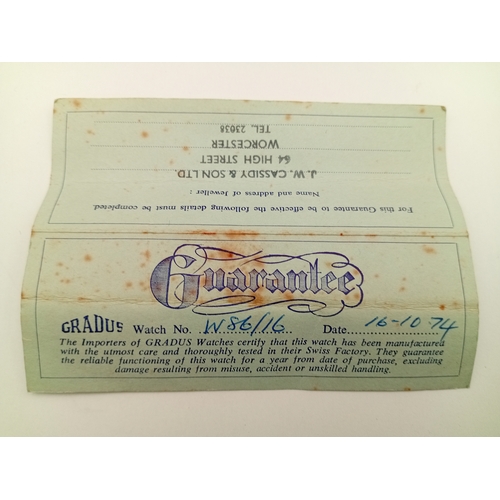 For this Guarantee to be effective the following details must be completed.
Name and address of Jeweller :
J. W. CASSIDY & SON LTD.
64 HIGH STREET
WORCESTER
TEL. 23038
Guarantee
GRADUS Watch No. W86/16 Date 16-10-74
The Importers of GRADUS Watches certify that this watch has been manufactured
with the utmost care and thoroughly tested in their Swiss Factory. They guarantee
the reliable functioning of this watch for a year from date of purchase, excluding
damage resulting from misuse, accident or unskilled handling.